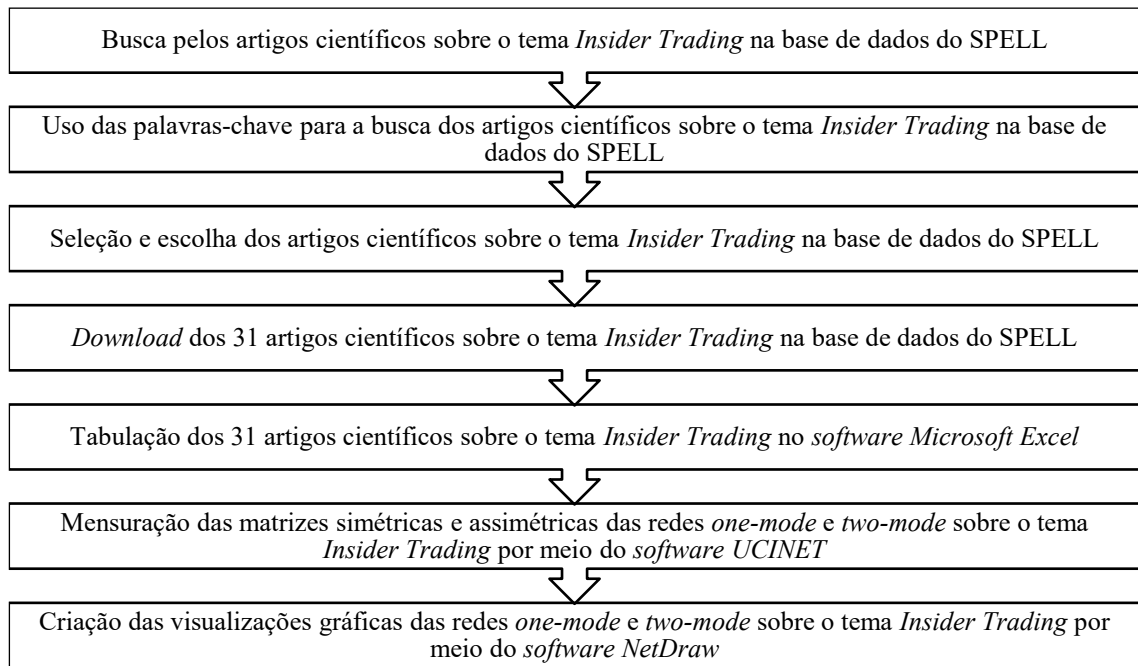 Busca pelos artigos científicos sobre o tema Insider Trading na base de dados do SPELL
Uso das palavras-chave para a busca dos artigos científicos sobre o tema Insider Trading na base de
dados do SPELL
Seleção e escolha dos artigos científicos sobre o tema Insider Trading na base de dados do SPELL
Download dos 31 artigos científicos sobre o tema Insider Trading na base de dados do SPELL
Tabulação dos 31 artigos científicos sobre o tema Insider Trading no software Microsoft Excel
Mensuração das matrizes simétricas e assimétricas das redes one-mode e two-mode sobre o tema
Insider Trading por meio do software UCINET
Criação das visualizações gráficas das redes one-mode e two-mode sobre o tema Insider Trading por
meio do software NetDraw